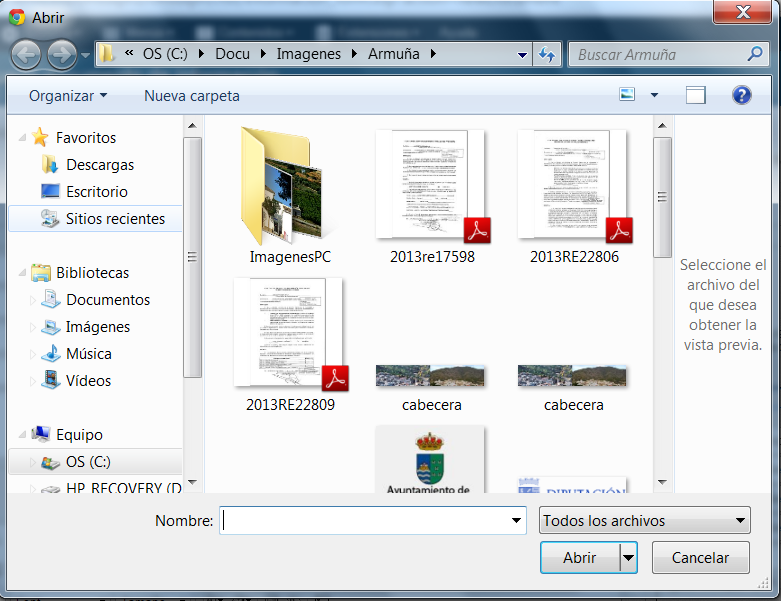 Abrir
« OS (C:) Docu Imagenes Armuña
Buscar Armuña
Organizar Nueva carpeta
Favoritos
Descargas
Escritorio
Sitios recientes
Bibliotecas
Documentos
Imágenes
Música
Vídeos
Equipo
OS (C:)
HP_RECOVERY (D
ImagenesPC
2013re17598
2013RE22806
2013RE22809
cabecera
cabecera
Ayuntamiento de
DIPUTACIÓN
Seleccione el
archivo del
que desea
obtener la
vista previa.
Nombre:
Todos los archivos
Abrir
Cancelar